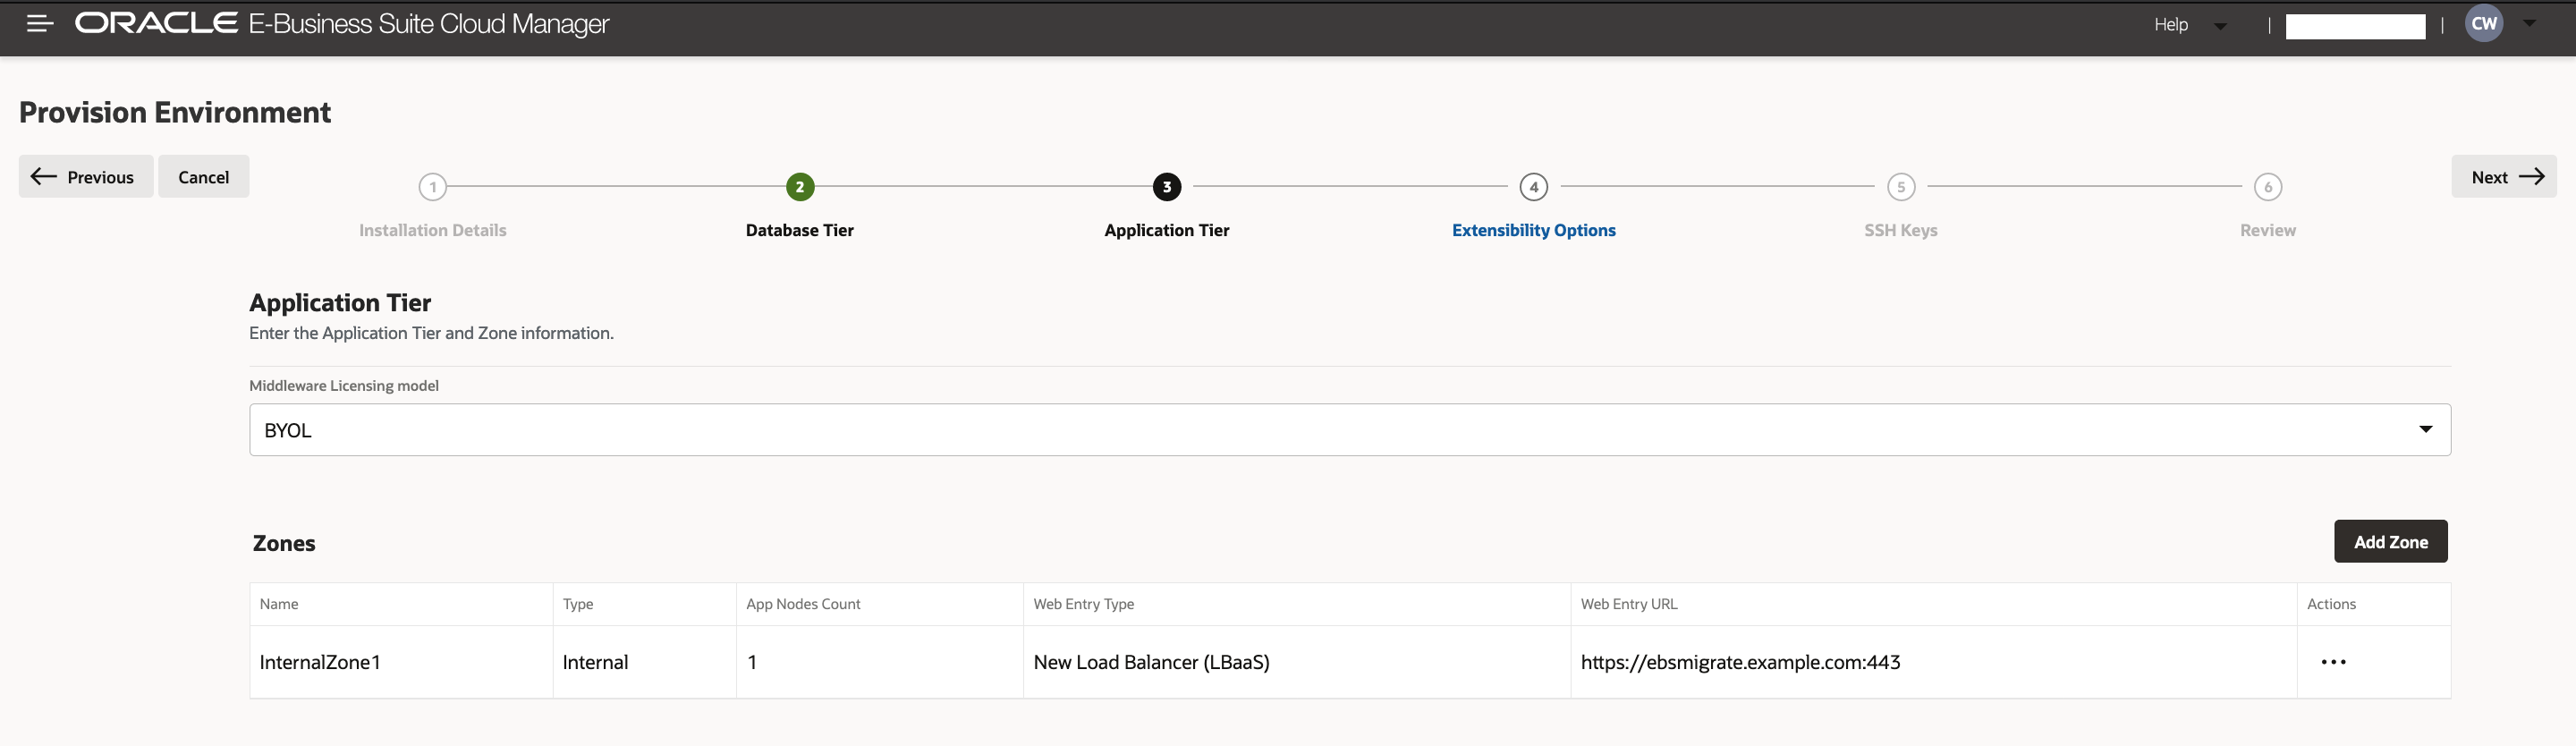 ORACLE E-Business Suite Cloud Manager
Help | | CW
Provision Environment
Previous Cancel
1 2 3 4 5 6
Next
Installation Details Database Tier Application Tier Extensibility Options SSH Keys Review
Application Tier
Enter the Application Tier and Zone information.
Middleware Licensing model
BYOL
Zones
Add Zone
Name Type App Nodes Count Web Entry Type Web Entry URL Actions
InternalZone1 Internal 1 New Load Balancer (LBaaS) https://ebsmigrate.example.com:443 ...